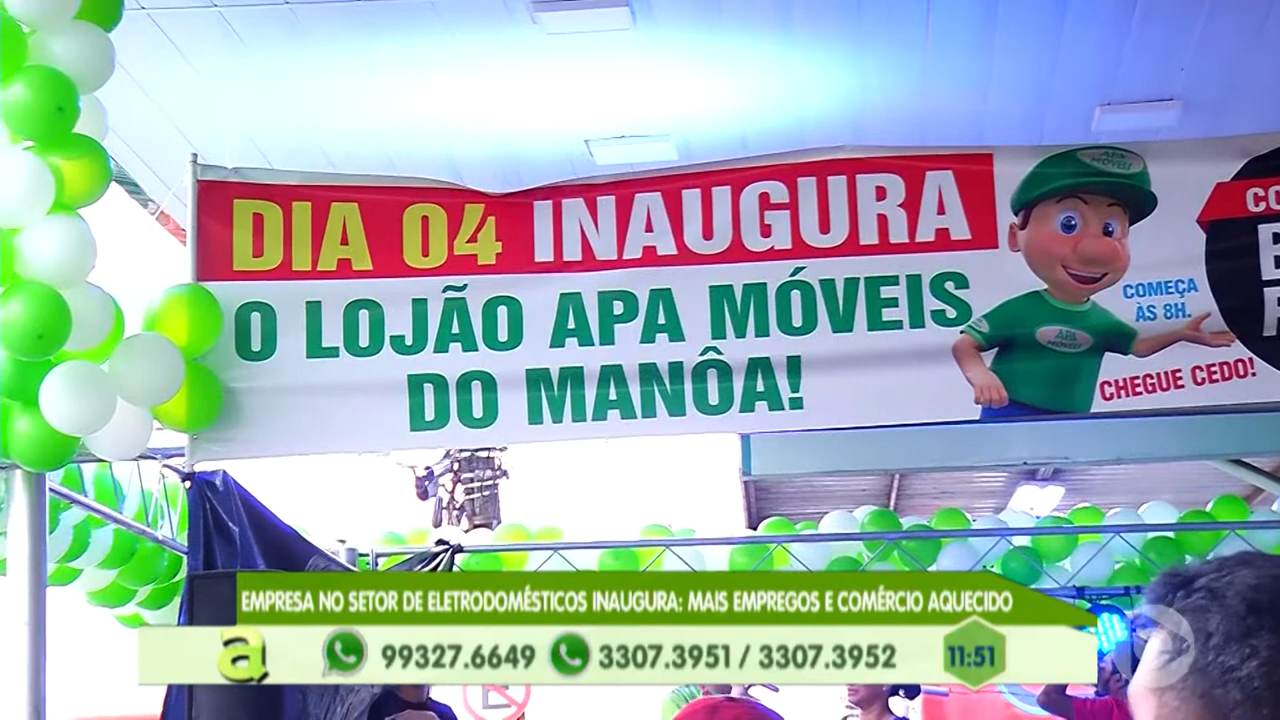 DIA 04 INAUGURA
O LOJÃO APA MÓVEIS
DO MANÔA!
APA
MÓVEIS
COMEÇA
ÀS 8H.
APA
MÓVEIS
CHEGUE CEDO!
EMPRESA NO SETOR DE ELETRODOMÉSTICOS INAUGURA: MAIS EMPREGOS E COMÉRCIO AQUECIDO
a 99327.6649 3307.3951 / 3307.3952 11:51